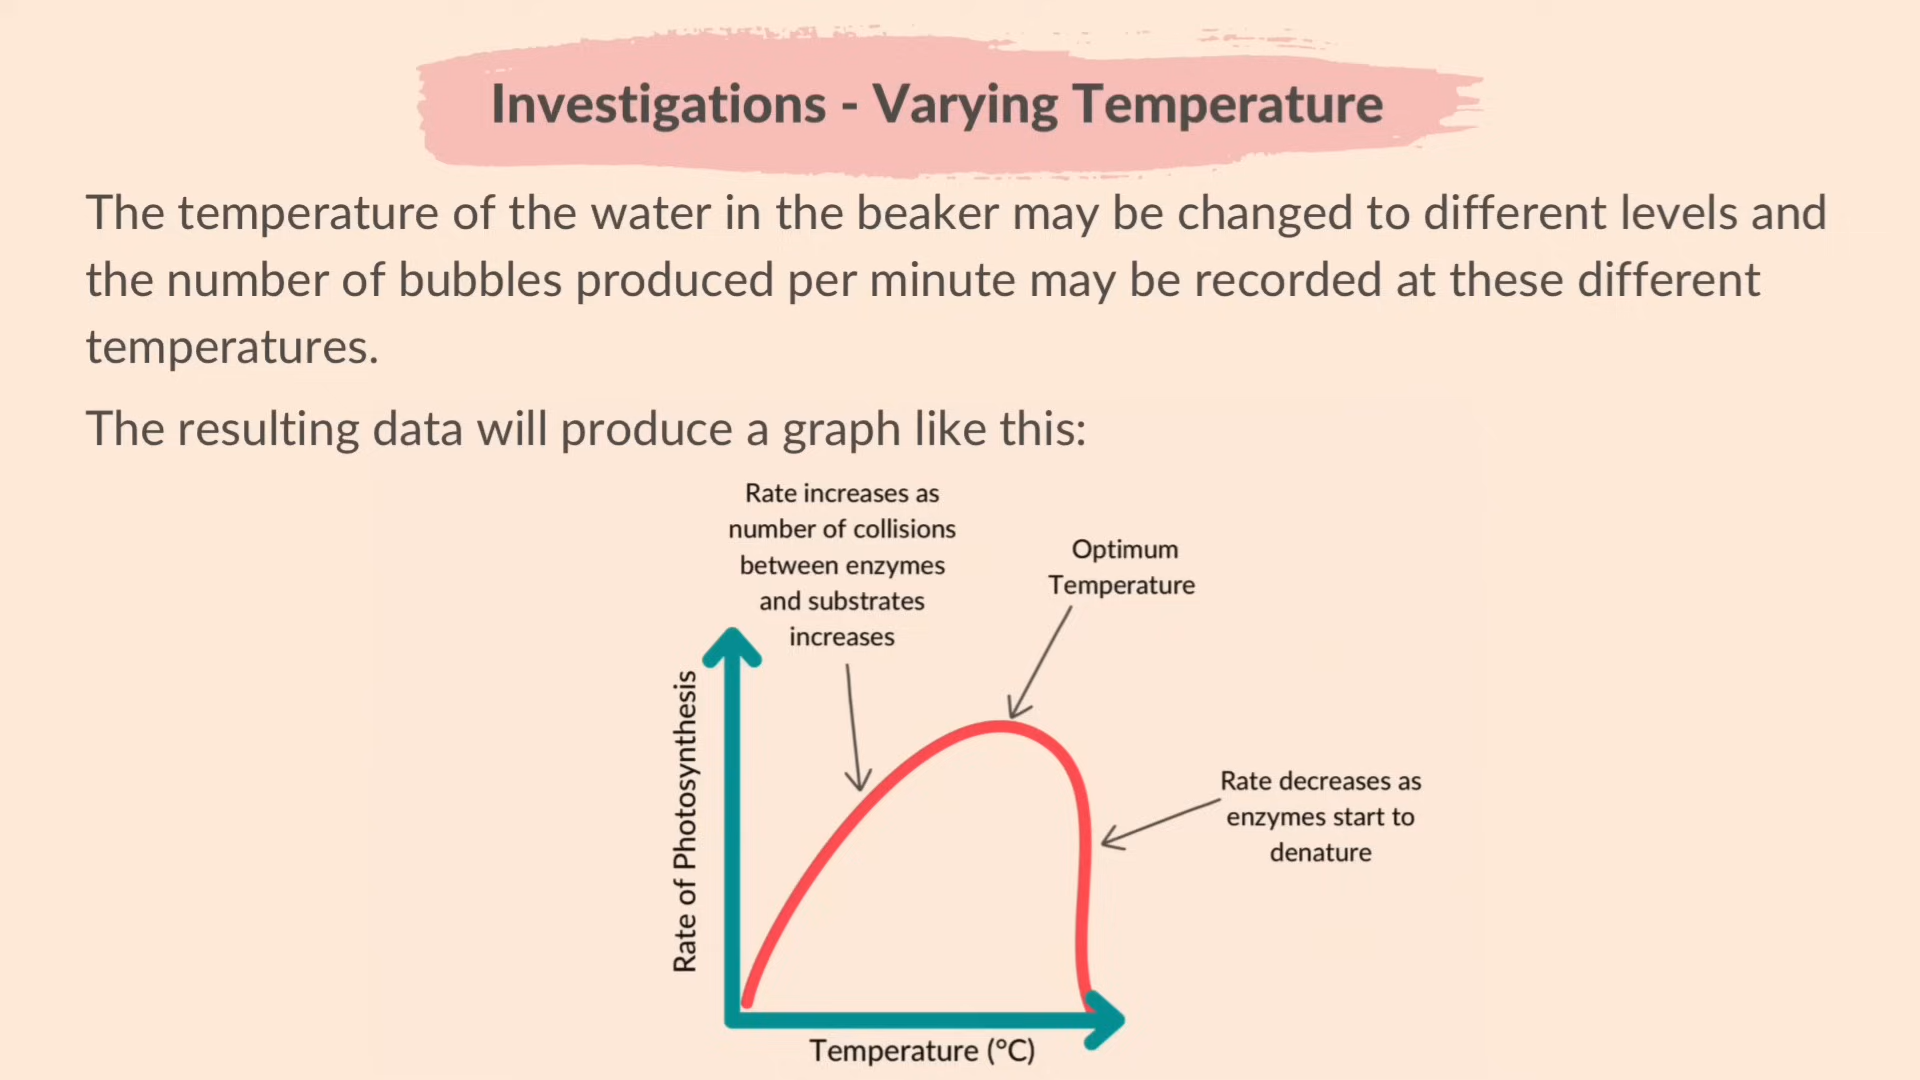 Investigations - Varying Temperature
The temperature of the water in the beaker may be changed to different levels and
the number of bubbles produced per minute may be recorded at these different
temperatures.
The resulting data will produce a graph like this:
Rate increases as
number of collisions
between enzymes
and substrates
increases
Optimum
Temperature
Rate decreases as
enzymes start to
denature
Rate of Photosynthesis
Temperature (°C)